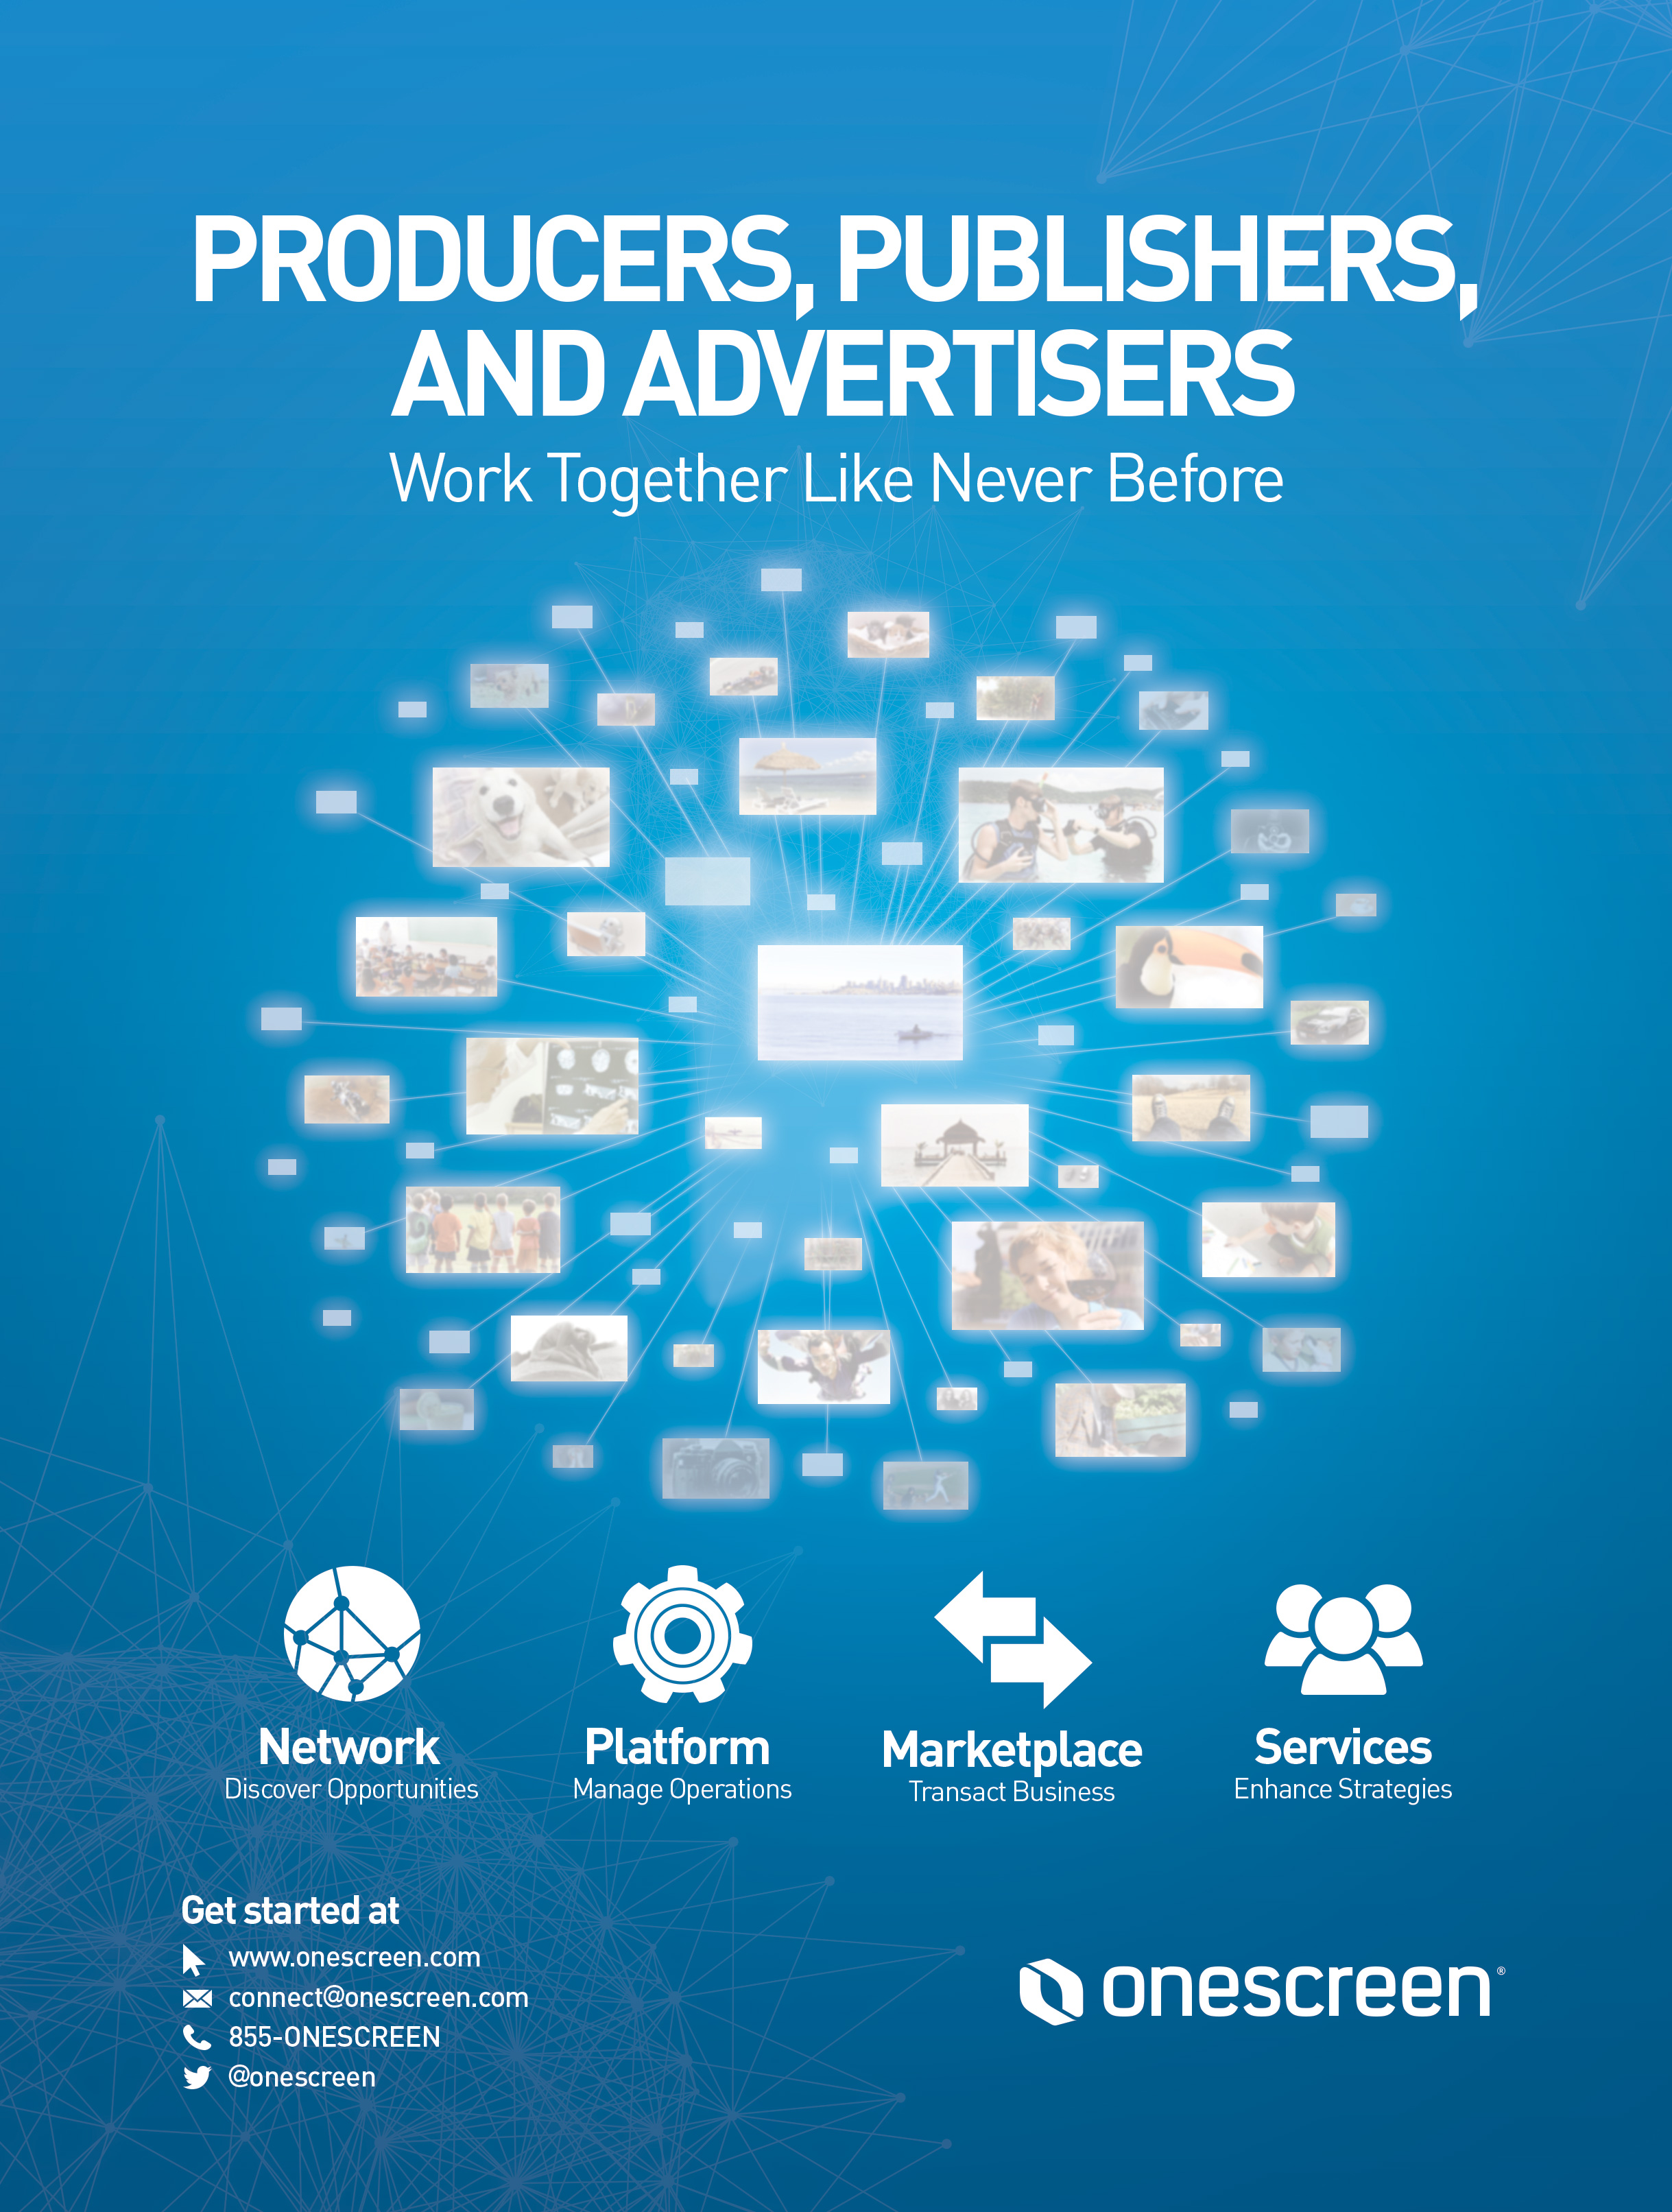 PRODUCERS, PUBLISHERS,
AND ADVERTISERS
Work Together Like Never Before
Network
Discover Opportunities
Platform
Manage Operations
Marketplace
Transact Business
Services
Enhance Strategies
Get started at
www.onescreen.com
connect@onescreen.com
855-ONESCREEN
@onescreen
onescreen®